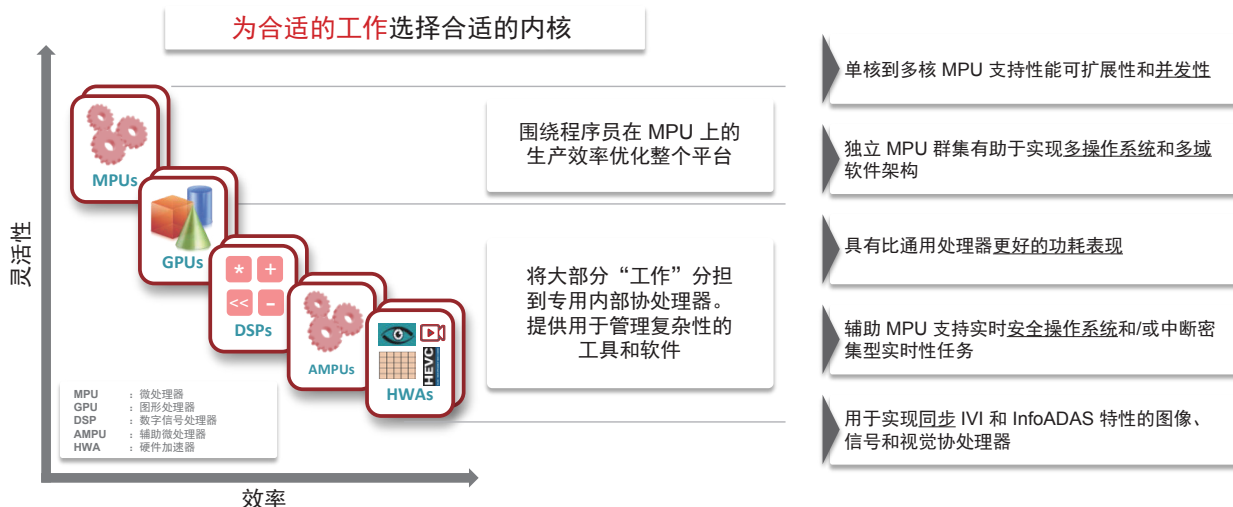 为合适的工作选择合适的内核
灵活性
MPUs
GPUs
*
+
<<
-
DSPs
AMPUs
HEVC
HWAs
MPU : 微处理器
GPU : 图形处理器
DSP : 数字信号处理器
AMPU : 辅助微处理器
HWA : 硬件加速器
效率
围绕程序员在 MPU 上的
生产效率优化整个平台
将大部分“工作”分担
到专用内部协处理器。
提供用于管理复杂性的
工具和软件
单核到多核 MPU 支持性能可扩展性和并发性
独立 MPU 群集有助于实现多操作系统和多域
软件架构
具有比通用处理器更好的功耗表现
辅助 MPU 支持实时安全操作系统和/或中断密
集型实时性任务
用于实现同步 IVI 和 InfoADAS 特性的图像、
信号和视觉协处理器